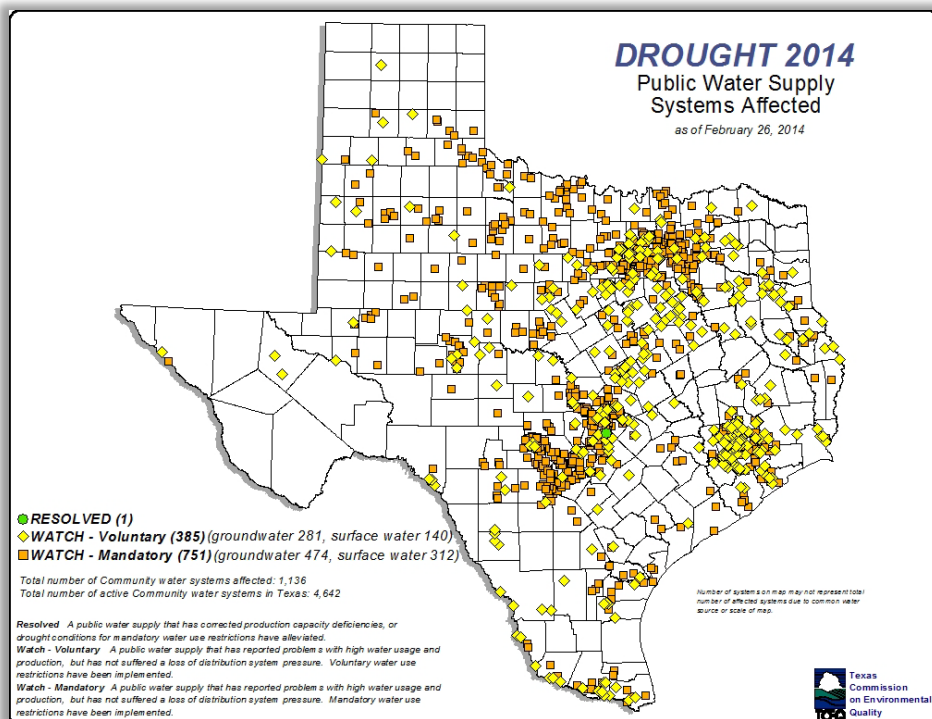 DROUGHT 2014
Public Water Supply
Systems Affected
as of February 26, 2014
RESOLVED (1)
WATCH - Voluntary (385) (groundwater 281, surface water 140)
WATCH - Mandatory (751) (groundwater 474, surface water 312)
Total number of Community water systems affected: 1,136
Total number of active Community water systems in Texas: 4,642
Number of systems on map may not represent total
number of affected systems due to common water
source or scale of map.
Resolved A public water supply that has corrected production capacity deficiencies, or
drought conditions for mandatory water use restrictions have alleviated.
Watch - Voluntary A public water supply that has reported problems with high water usage and
production, but has not suffered a loss of distribution system pressure. Voluntary water use
restrictions have been implemented.
Watch - Mandatory A public water supply that has reported problems with high water usage and
production, but has not suffered a loss of distribution system pressure. Mandatory water use
restrictions have been implemented.
Texas
Commission
on Environmental
Quality
TCEQ